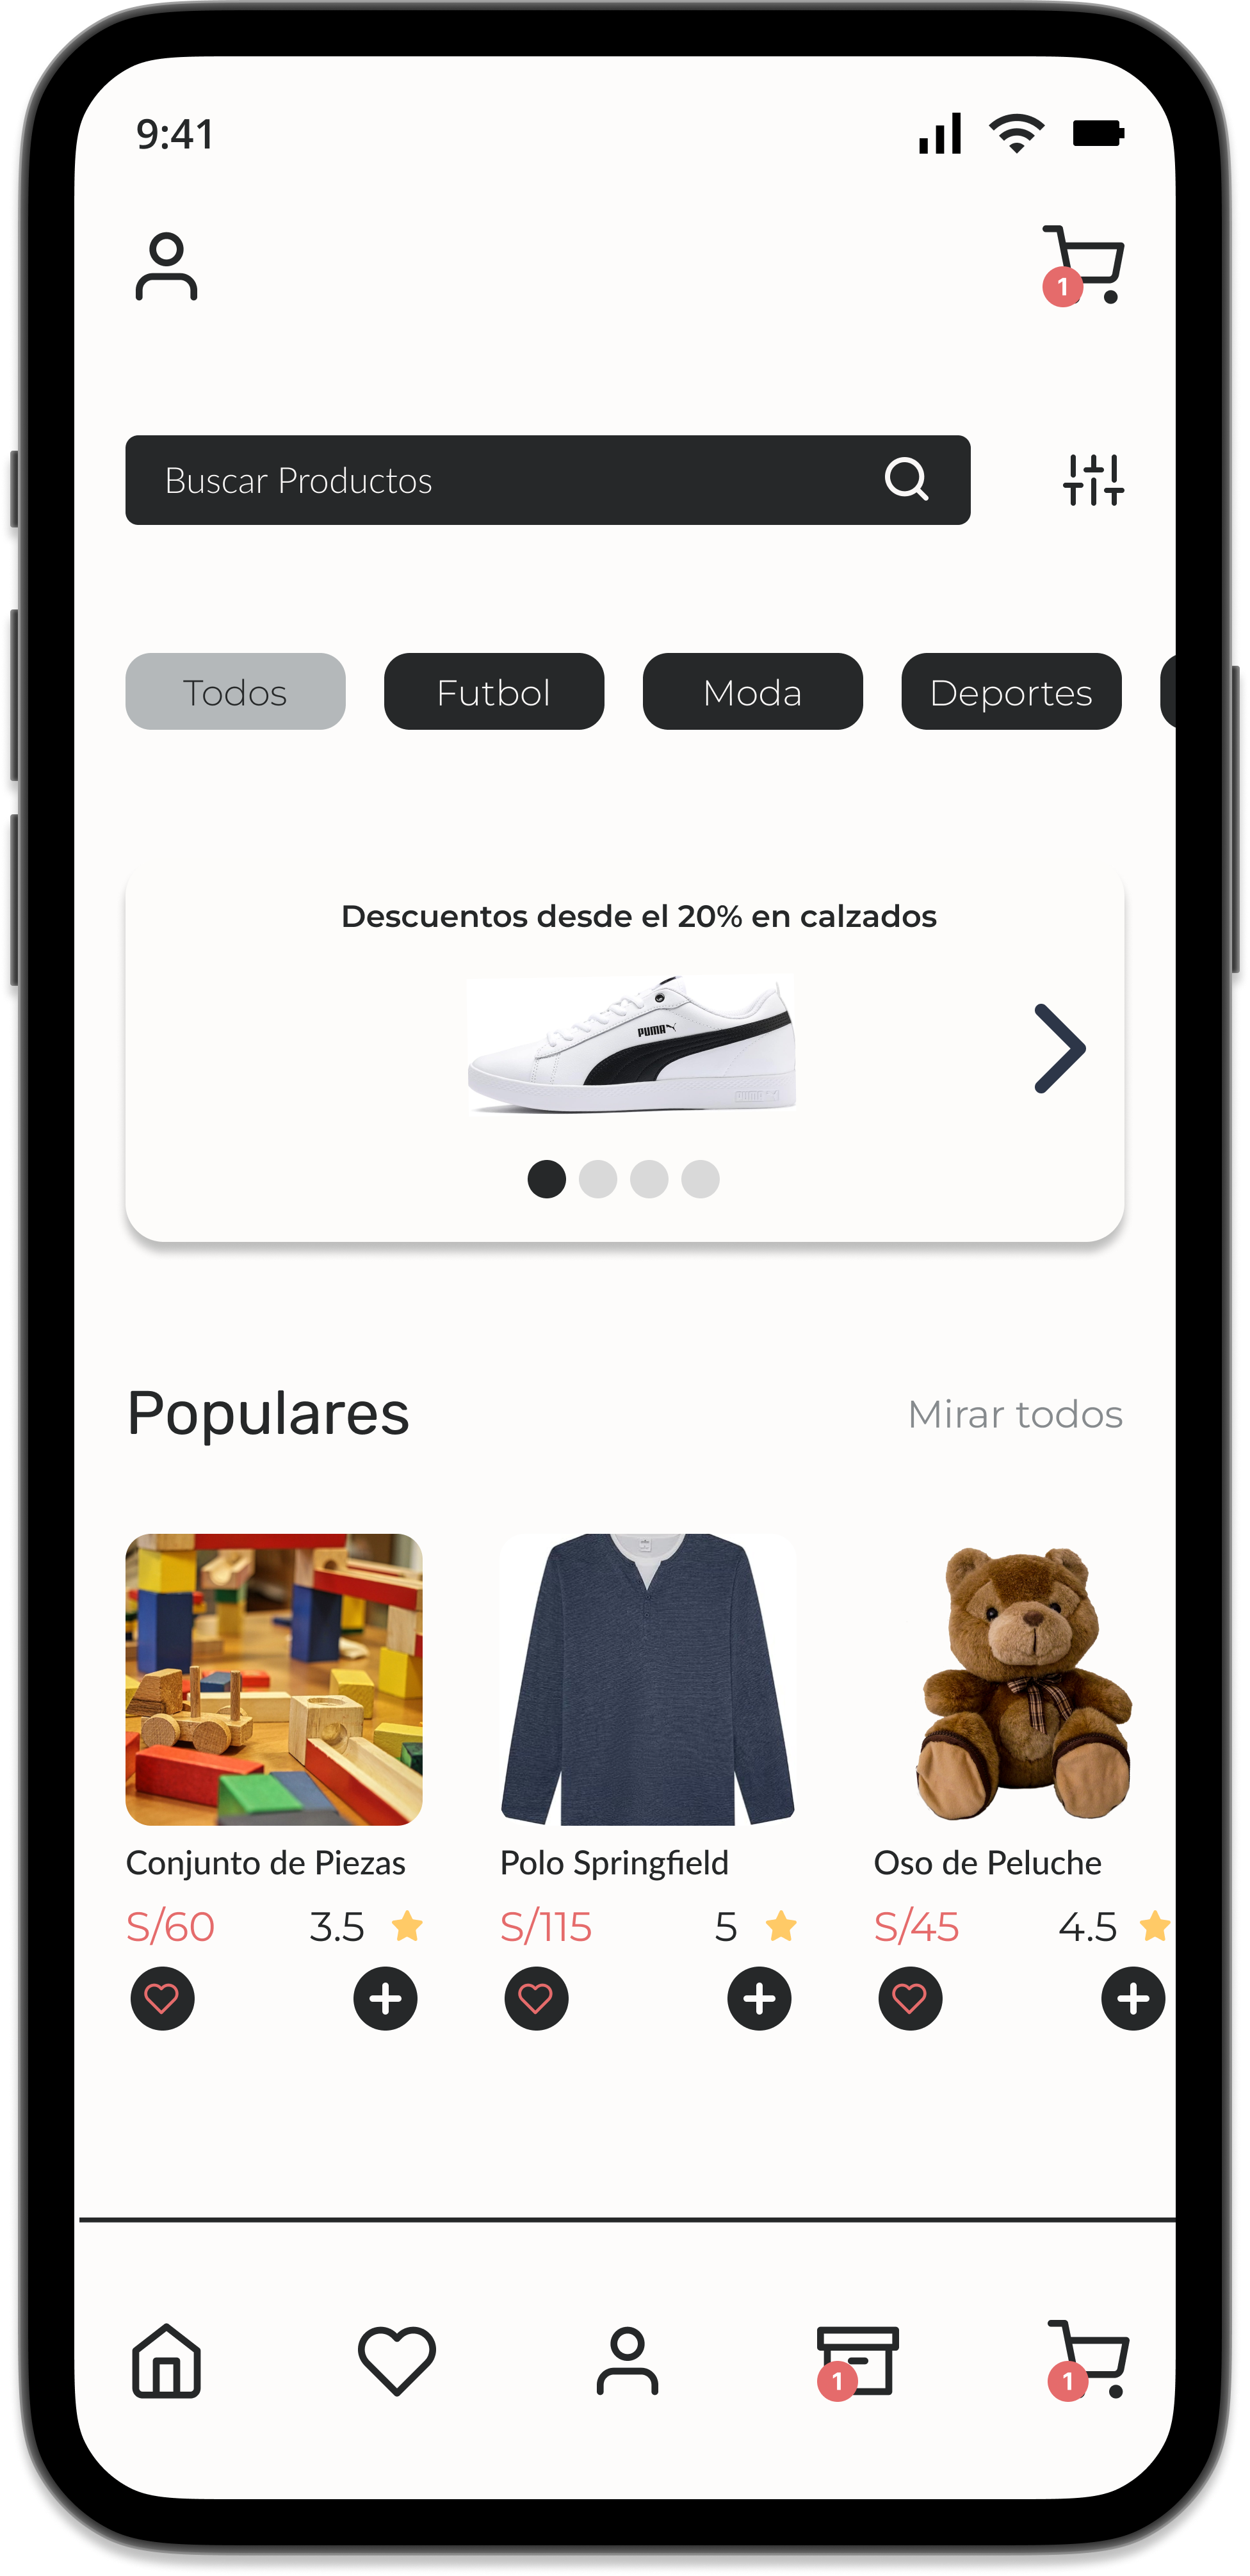 9:41
1
Buscar Productos
Todos Futbol Moda Deportes
Descuentos desde el 20% en calzados
PUMA
Populares Mirar todos
Conjunto de Piezas Polo Springfield Oso de Peluche
S/60 3.5 S/115 5 S/45 4.5
1 1